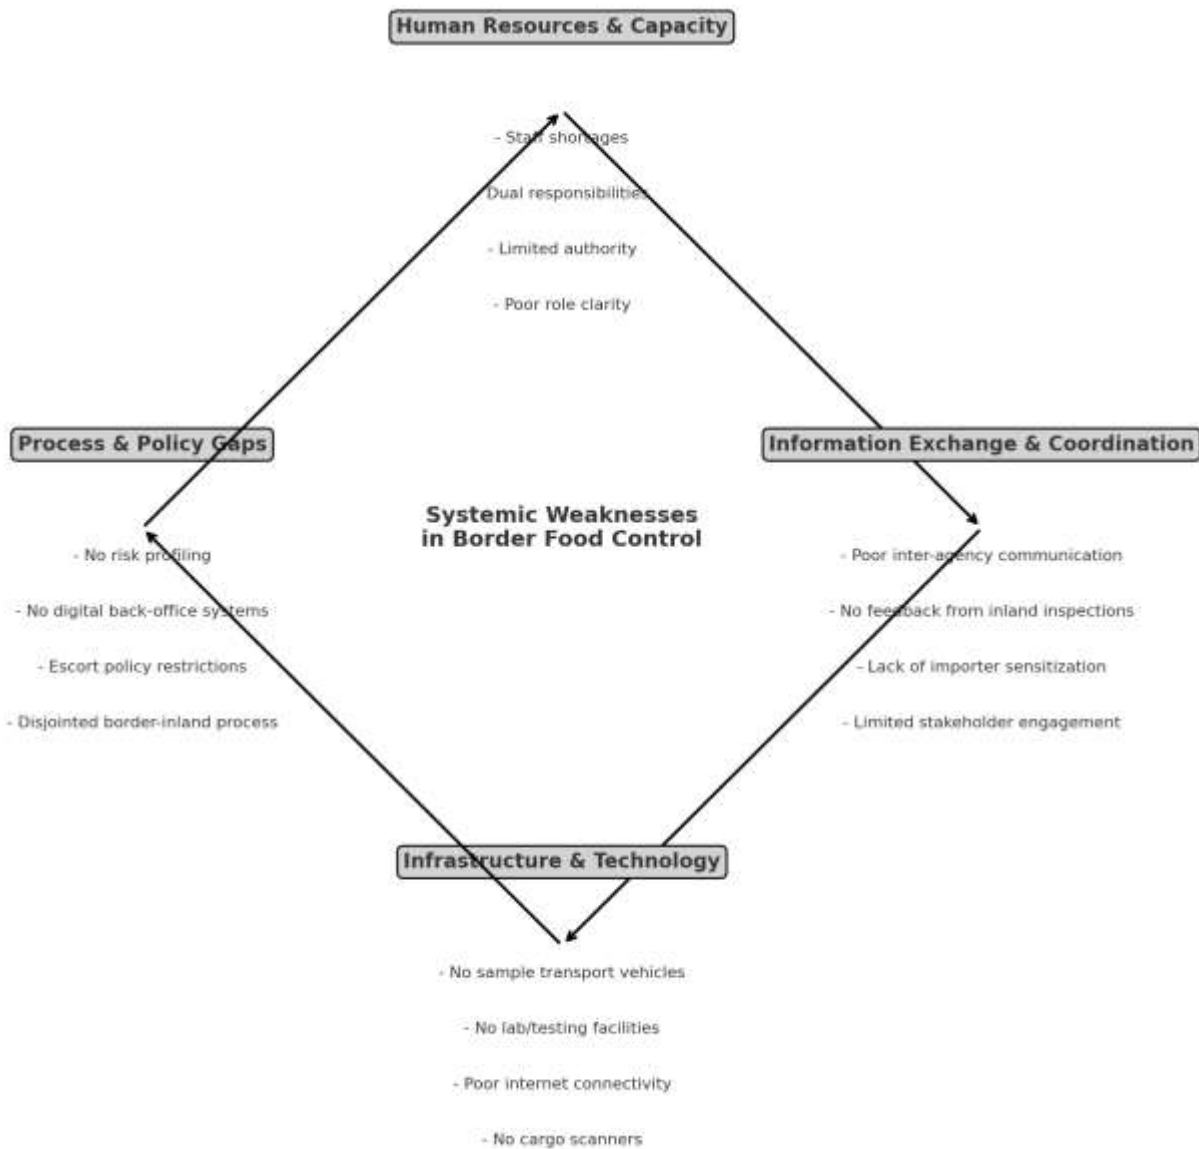 Human Resources & Capacity
- Staff shortages
Dual responsibilities
- Limited authority
- Poor role clarity
Process & Policy Gaps
- No risk profiling
- No digital back-office systems
- Escort policy restrictions
- Disjointed border-inland process
Systemic Weaknesses
in Border Food Control
Information Exchange & Coordination
- Poor inter-agency communication
- No feedback from inland inspections
- Lack of importer sensitization
- Limited stakeholder engagement
Infrastructure & Technology
- No sample transport vehicles
- No lab/testing facilities
- Poor internet connectivity
- No cargo scanners